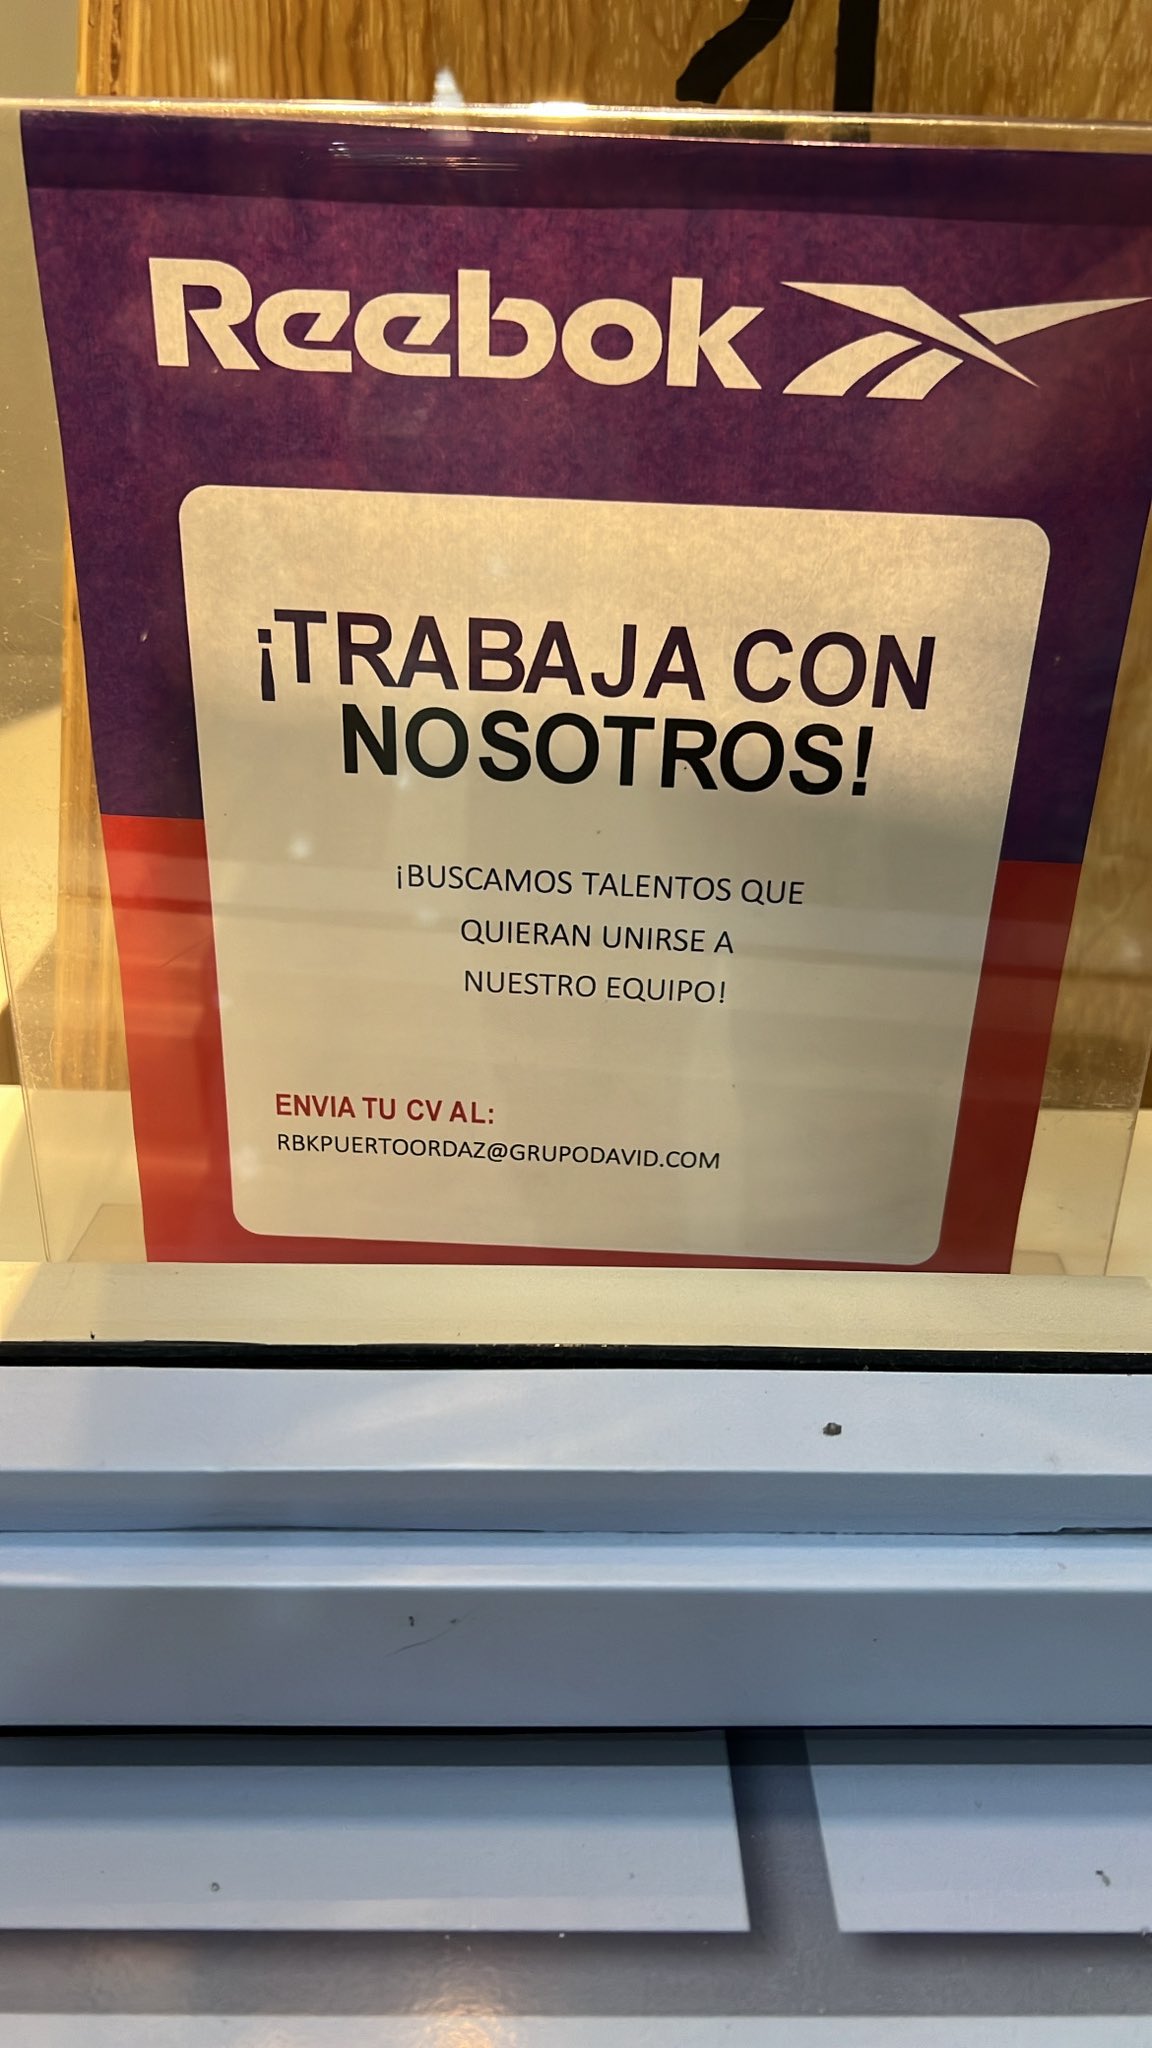 Reebok
¡TRABAJA CON
NOSOTROS!
¡BUSCAMOS TALENTOS QUE
QUIERAN UNIRSE A
NUESTRO EQUIPO!
ENVIA TU CV AL:
RBKPUERTOORDAZ@GRUPODAVID.COM